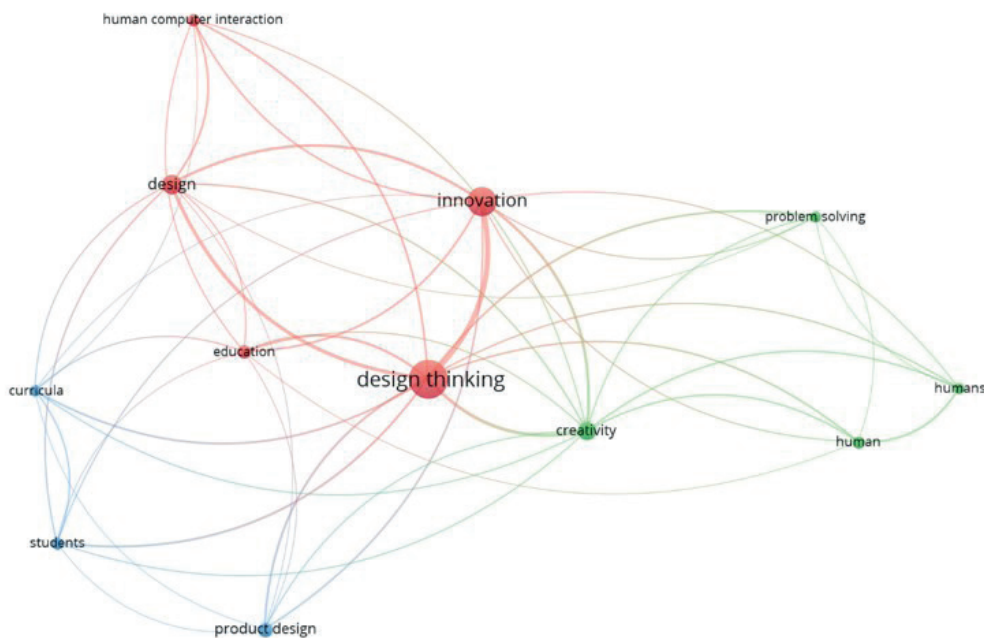 human computer interaction
design
innovation
problem solving
education
design thinking
curricula
humans
creativity
human
students
product design